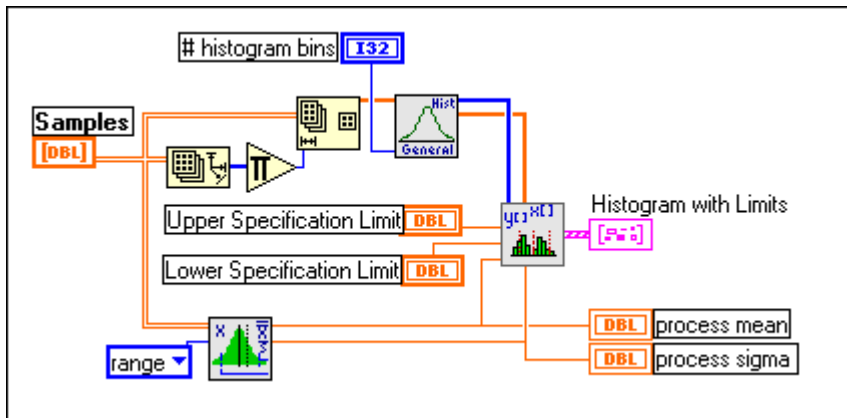 # histogram bins
I32
Hist
General
Samples
[DBL]
Upper Specification Limit
DBL
Lower Specification Limit
DBL
y[] x[]
Histogram with Limits
X
range
DBL
process mean
DBL
process sigma